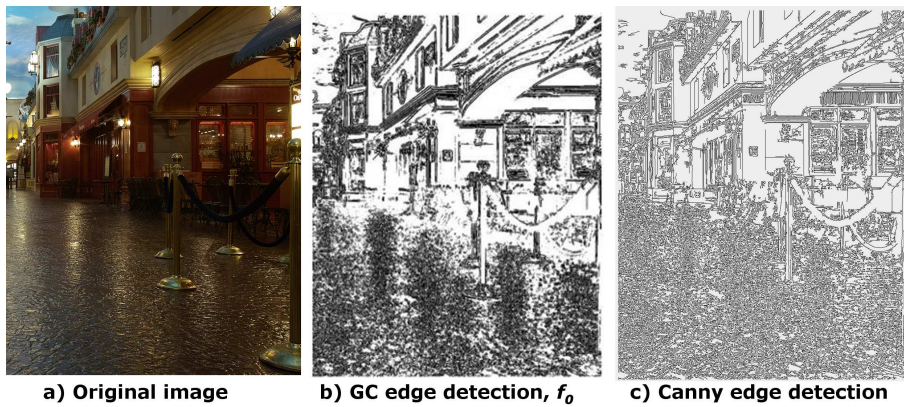 a) Original image
b) GC edge detection, f₀
c) Canny edge detection